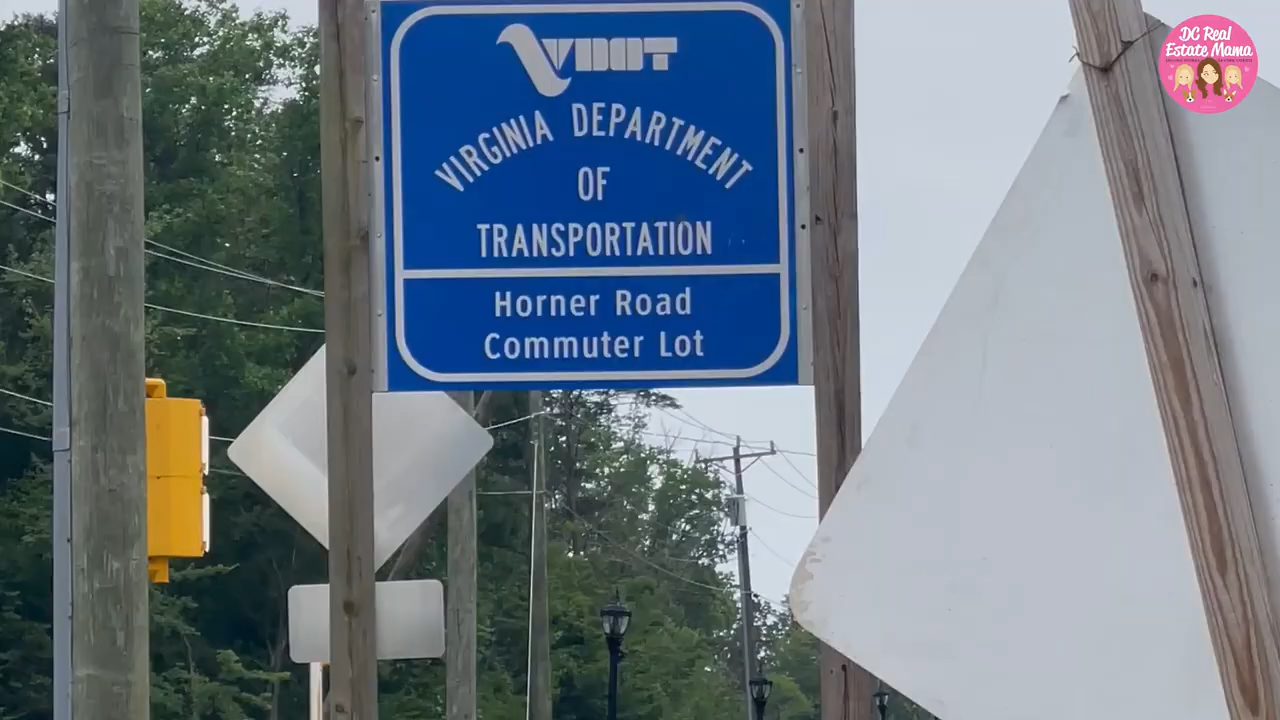 VDOT
VIRGINIA DEPARTMENT
OF
TRANSPORTATION
Horner Road
Commuter Lot
DC Real
Estate Mama